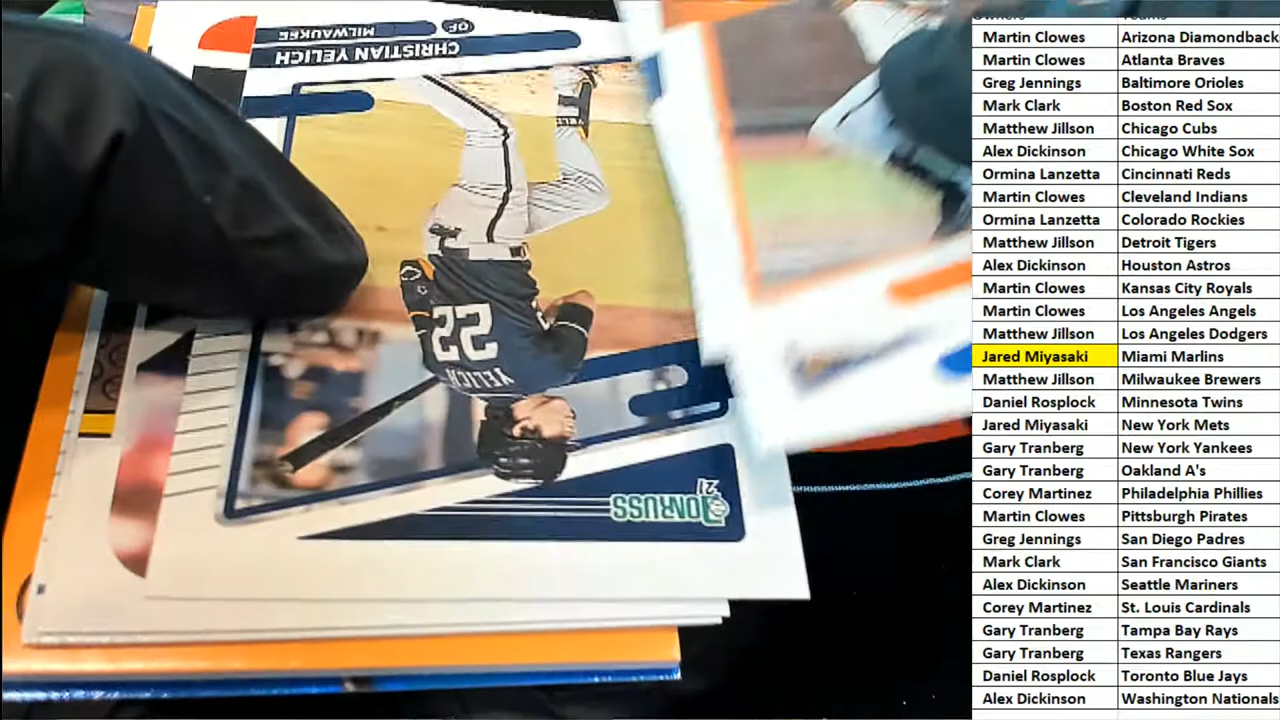 MILWAUKEE
OF
CHRISTIAN YELICH
22
YELICH
DONRUSS
21
Owners Teams
Martin Clowes Arizona Diamondback
Martin Clowes Atlanta Braves
Greg Jennings Baltimore Orioles
Mark Clark Boston Red Sox
Matthew Jillson Chicago Cubs
Alex Dickinson Chicago White Sox
Ormina Lanzetta Cincinnati Reds
Martin Clowes Cleveland Indians
Ormina Lanzetta Colorado Rockies
Matthew Jillson Detroit Tigers
Alex Dickinson Houston Astros
Martin Clowes Kansas City Royals
Martin Clowes Los Angeles Angels
Matthew Jillson Los Angeles Dodgers
Jared Miyasaki Miami Marlins
Matthew Jillson Milwaukee Brewers
Daniel Rosplock Minnesota Twins
Jared Miyasaki New York Mets
Gary Tranberg New York Yankees
Gary Tranberg Oakland A's
Corey Martinez Philadelphia Phillies
Martin Clowes Pittsburgh Pirates
Greg Jennings San Diego Padres
Mark Clark San Francisco Giants
Alex Dickinson Seattle Mariners
Corey Martinez St. Louis Cardinals
Gary Tranberg Tampa Bay Rays
Gary Tranberg Texas Rangers
Daniel Rosplock Toronto Blue Jays
Alex Dickinson Washington Nationals